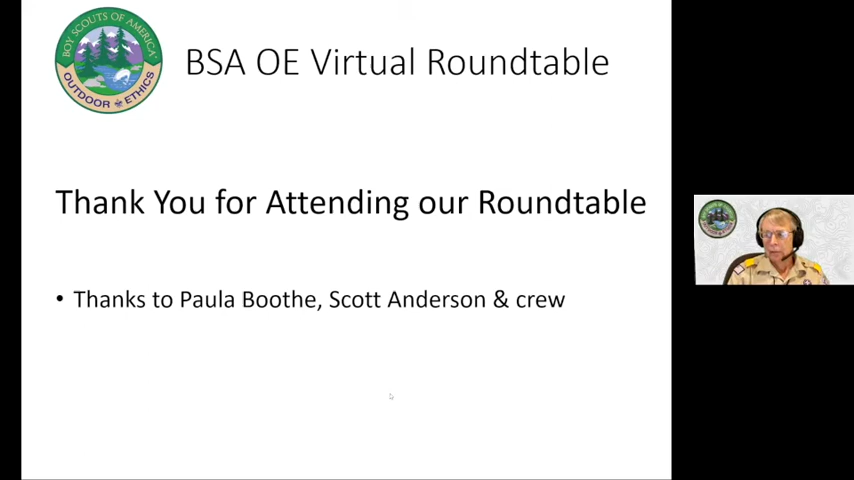 BOY SCOUTS OF AMERICA
OUTDOOR ETHICS
BSA OE Virtual Roundtable
Thank You for Attending our Roundtable
• Thanks to Paula Boothe, Scott Anderson & crew